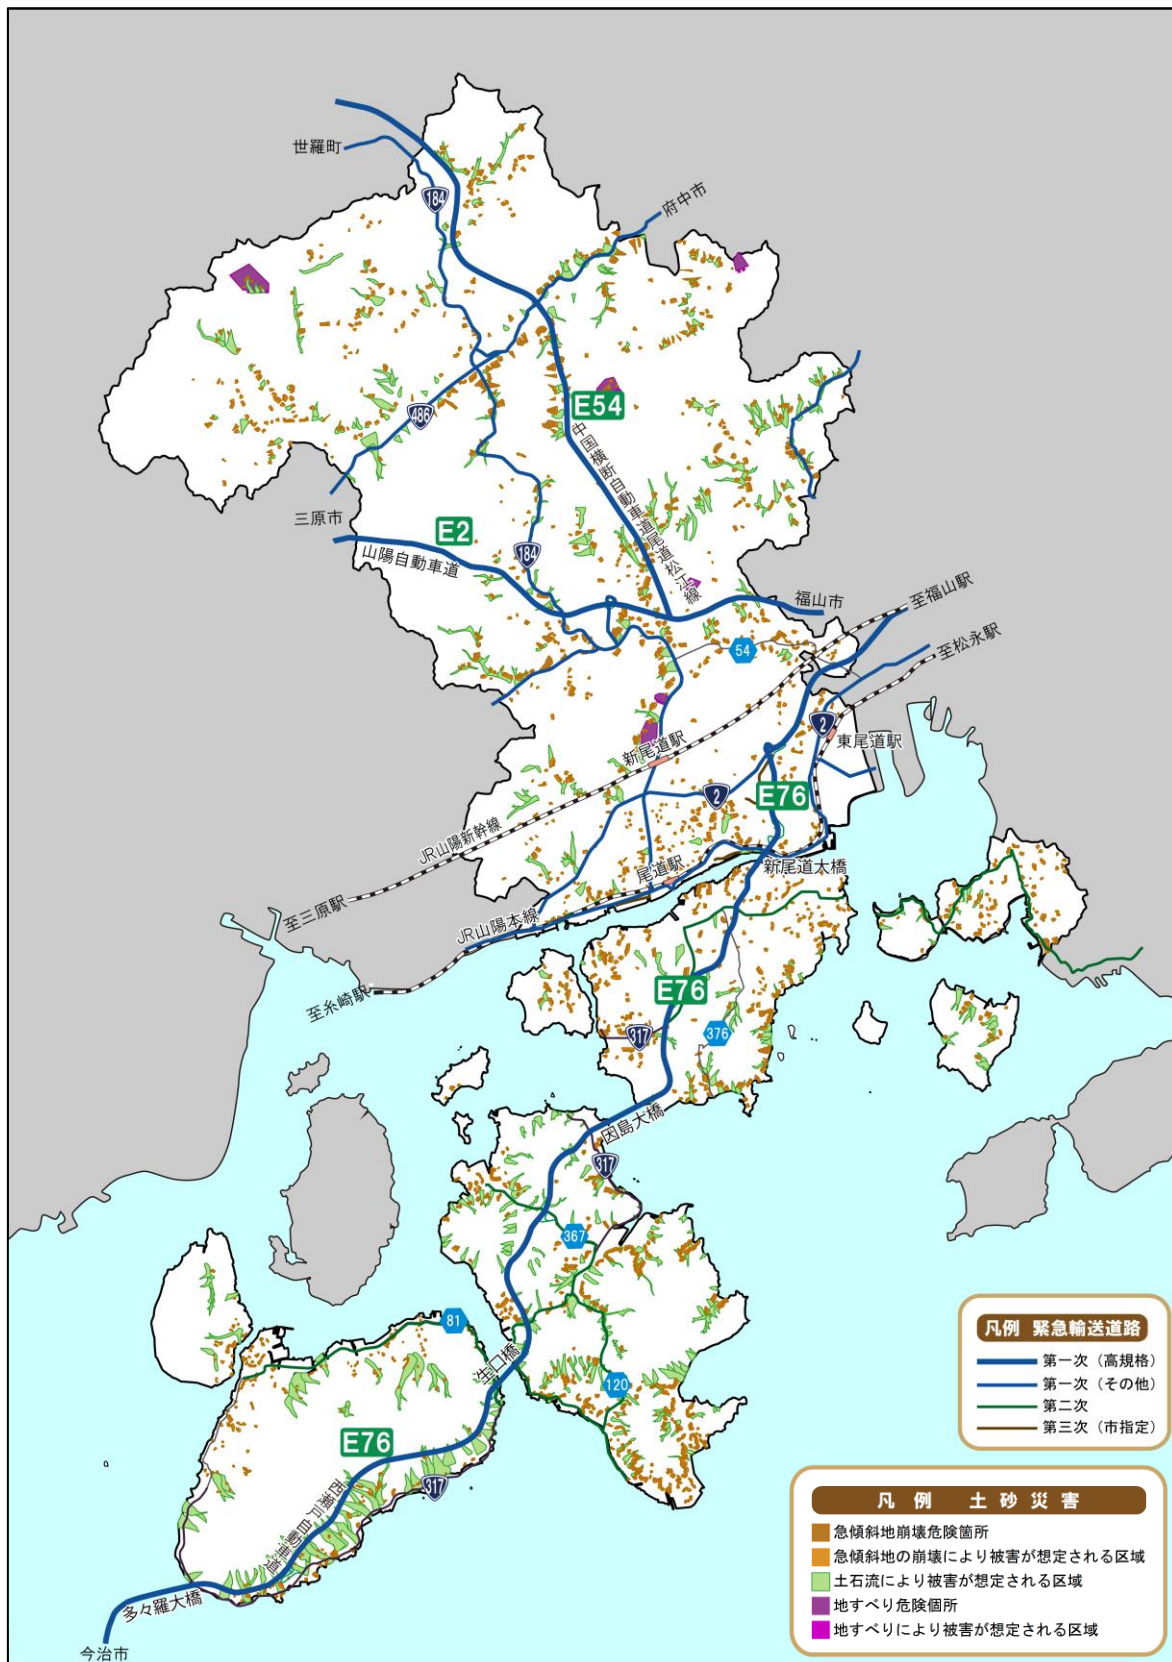 世羅町
184
府中市
E54
486
中国横断自動車道尾道松江線
三原市
E2
山陽自動車道
184
福山市
至福山駅
54
至松永駅
2
東尾道駅
新尾道駅
2
E76
JR山陽新幹線
尾道駅
新尾道大橋
至三原駅
JR山陽本線
至糸崎駅
E76
317
376
因島大橋
317
367
81
生口橋
120
E76
317
西瀬戸自動車道
多々羅大橋
今治市
凡例 緊急輸送道路
第一次(高規格)
第一次(その他)
第二次
第三次(市指定)
凡例 土砂災害
急傾斜地崩壊危険箇所
急傾斜地の崩壊により被害が想定される区域
土石流により被害が想定される区域
地すべり危険個所
地すべりにより被害が想定される区域